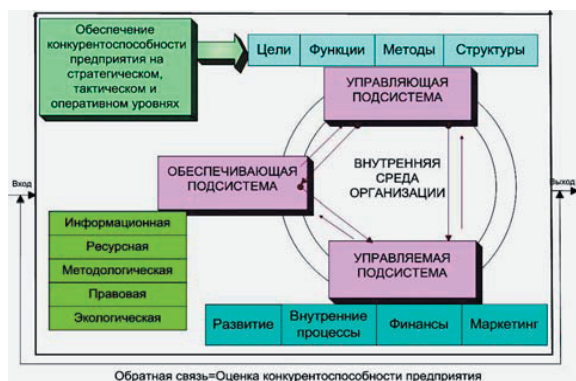 Обеспечение
конкурентоспособности
предприятия на
стратегическом,
тактическом и
оперативном уровнях
Цели
Функции
Методы
Структуры
УПРАВЛЯЮЩАЯ
ПОДСИСТЕМА
ОБЕСПЕЧИВАЮЩАЯ
ПОДСИСТЕМА
ВНУТРЕННЯЯ
СРЕДА
ОРГАНИЗАЦИИ
Вход
Выход
Информационная
Ресурсная
Методологическая
Правовая
Экологическая
УПРАВЛЯЕМАЯ
ПОДСИСТЕМА
Развитие
Внутренние
процессы
Финансы
Маркетинг
Обратная связь=Оценка конкурентоспособности предприятия